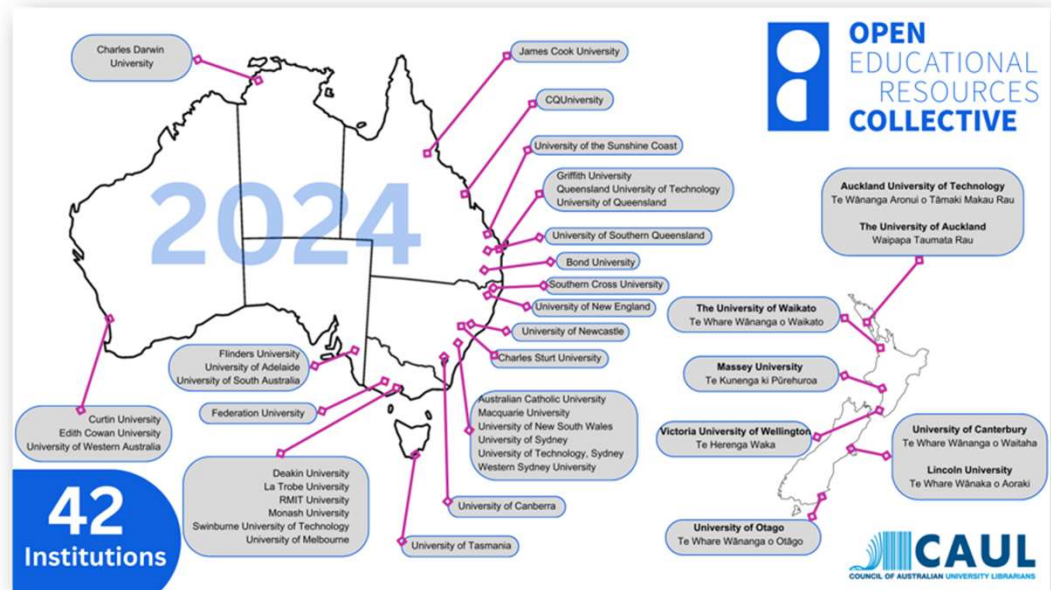 OPEN
EDUCATIONAL
RESOURCES
COLLECTIVE
2024
Charles Darwin
University
James Cook University
CQUniversity
University of the Sunshine Coast
Griffith University
Queensland University of Technology
University of Queensland
University of Southern Queensland
Bond University
Southern Cross University
University of New England
University of Newcastle
Charles Sturt University
Australian Catholic University
Macquarie University
University of New South Wales
University of Sydney
University of Technology, Sydney
Western Sydney University
University of Canberra
University of Tasmania
Flinders University
University of Adelaide
University of South Australia
Federation University
Deakin University
La Trobe University
RMIT University
Monash University
Swinburne University of Technology
University of Melbourne
Curtin University
Edith Cowan University
University of Western Australia
42
Institutions
Auckland University of Technology
Te Wānanga Aronui o Tāmaki Makau Rau
The University of Auckland
Waipapa Taumata Rau
The University of Waikato
Te Whare Wānanga o Waikato
Massey University
Te Kunenga ki Pūrehuroa
Victoria University of Wellington
Te Herenga Waka
University of Canterbury
Te Whare Wānanga o Waitaha
Lincoln University
Te Whare Wānaka o Aoraki
University of Otago
Te Whare Wānanga o Otāgo
CAUL
COUNCIL OF AUSTRALIAN UNIVERSITY LIBRARIANS